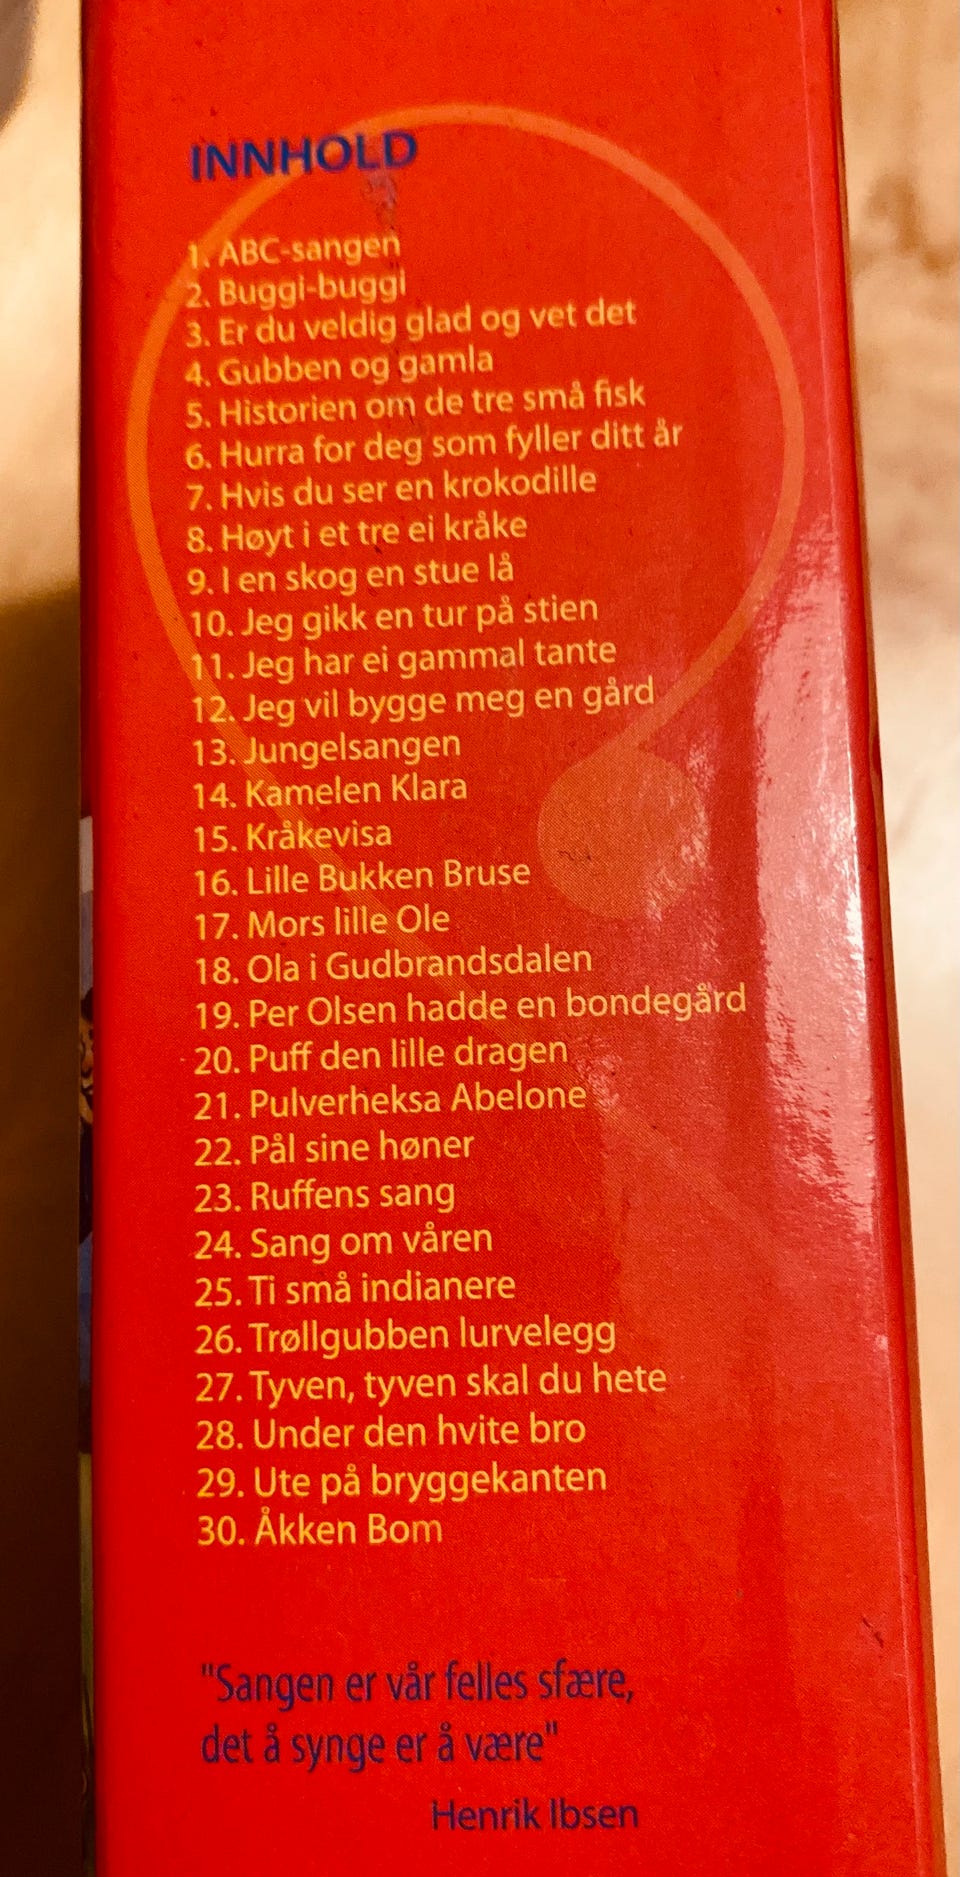 INNHOLD
1. ABC-sangen
2. Buggi-buggi
3. Er du veldig glad og vet det
4. Gubben og gamla
5. Historien om de tre små fisk
6. Hurra for deg som fyller ditt år
7. Hvis du ser en krokodille
8. Høyt i et tre ei kråke
9. I en skog en stue lå
10. Jeg gikk en tur på stien
11. Jeg har ei gammal tante
12. Jeg vil bygge meg en gård
13. Jungelsangen
14. Kamelen Klara
15. Kråkevisa
16. Lille Bukken Bruse
17. Mors lille Ole
18. Ola i Gudbrandsdalen
19. Per Olsen hadde en bondegård
20. Puff den lille dragen
21. Pulverheksa Abelone
22. Pål sine høner
23. Ruffens sang
24. Sang om våren
25. Ti små indianere
26. Trøllgubben lurvelegg
27. Tyven, tyven skal du hete
28. Under den hvite bro
29. Ute på bryggekanten
30. Åkken Bom
"Sangen er vår felles sfære,
det å synge er å være"
Henrik Ibsen